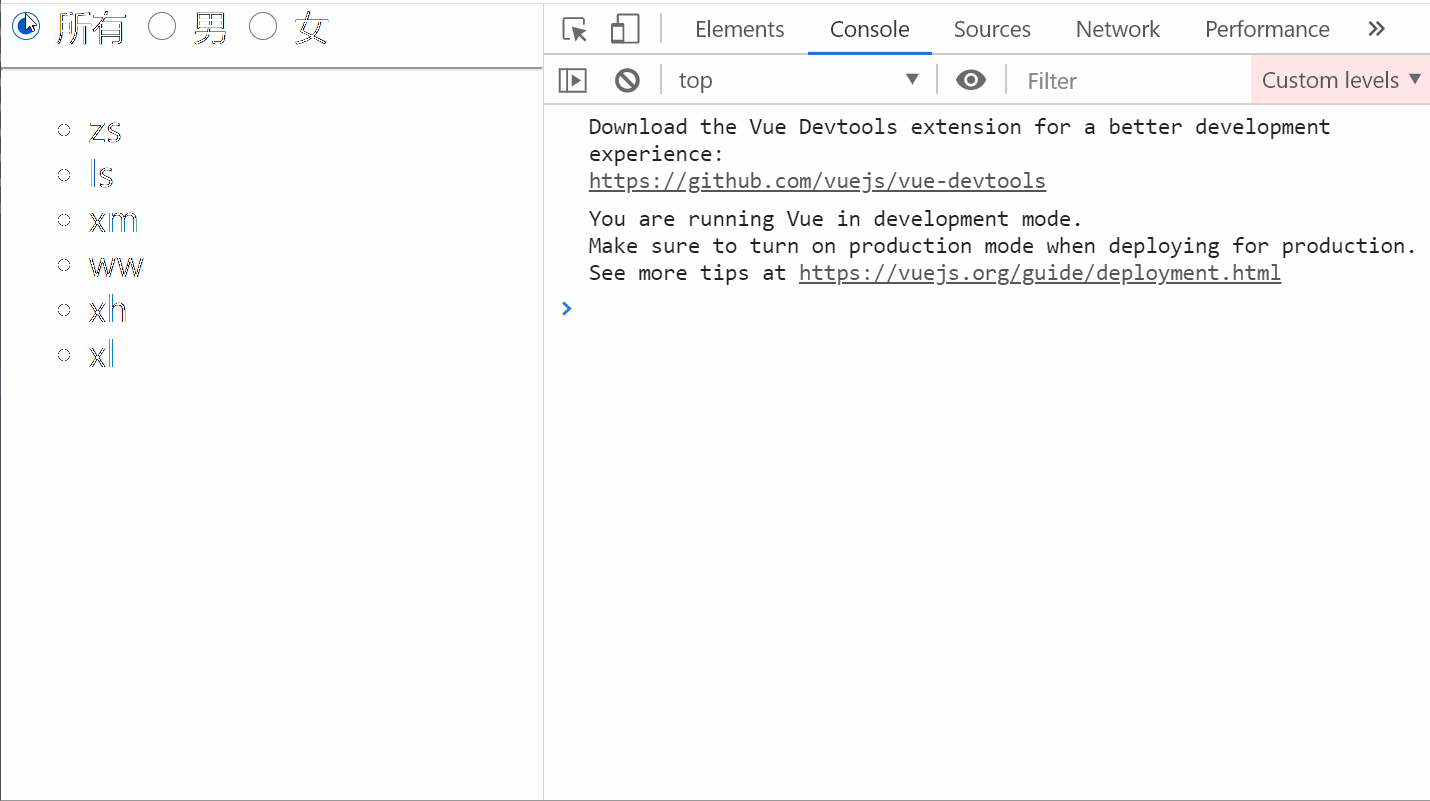 所有 男 女
zs
ls
xm
ww
xh
xl
Elements Console Sources Network Performance »
top Filter Custom levels
Download the Vue Devtools extension for a better development
experience:
https://github.com/vuejs/vue-devtools
You are running Vue in development mode.
Make sure to turn on production mode when deploying for production.
See more tips at https://vuejs.org/guide/deployment.html